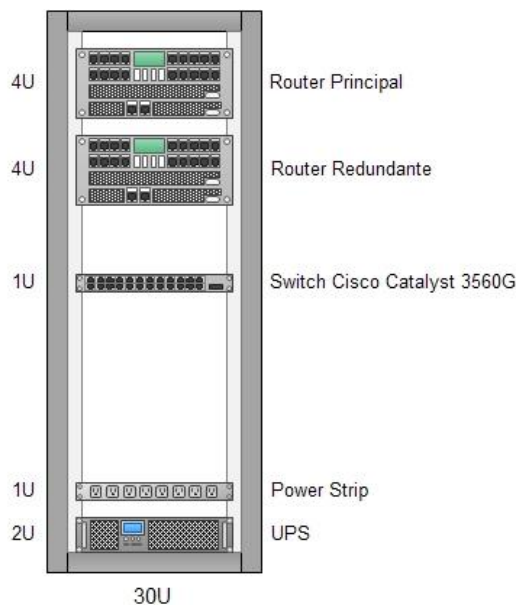 4U Router Principal
4U Router Redundante
1U Switch Cisco Catalyst 3560G
1U Power Strip
2U UPS
30U